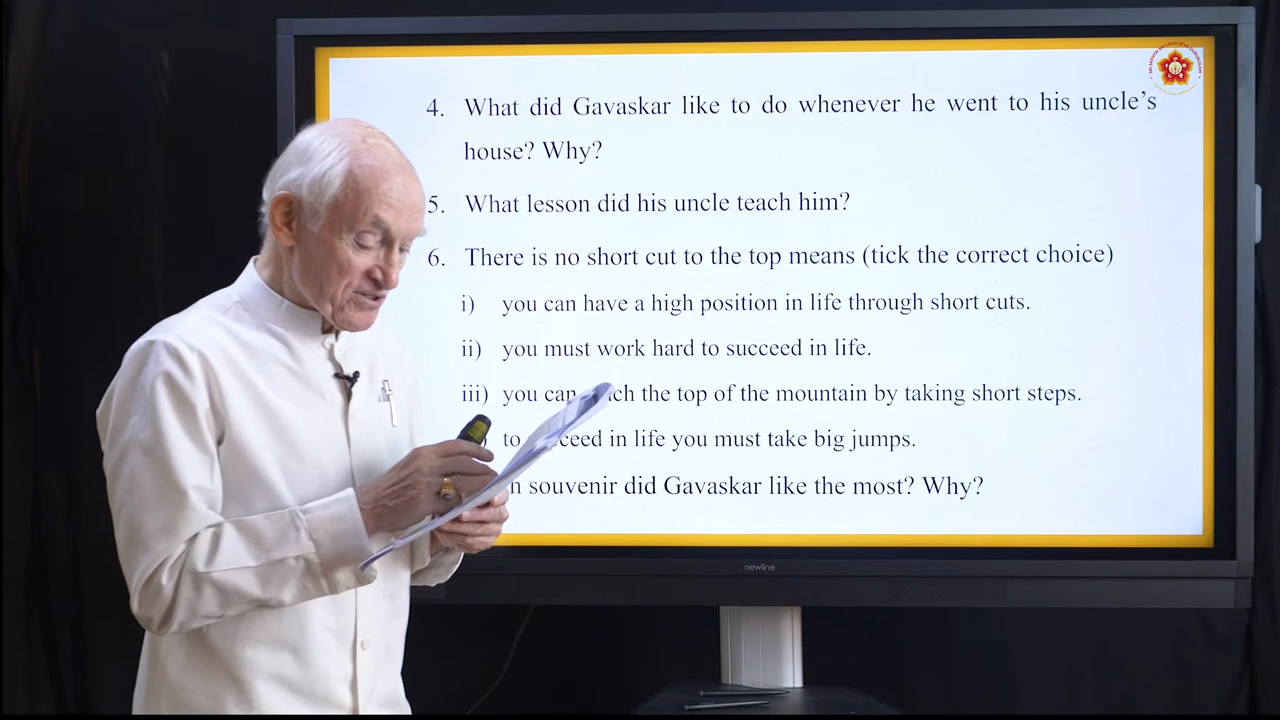 4. What did Gavaskar like to do whenever he went to his uncle's
house? Why?
5. What lesson did his uncle teach him?
6. There is no short cut to the top means (tick the correct choice)
i) you can have a high position in life through short cuts.
ii) you must work hard to succeed in life.
iii) you can the top of the mountain by taking short steps.
to in life you must take big jumps.
souvenir did Gavaskar like the most? Why?
newline